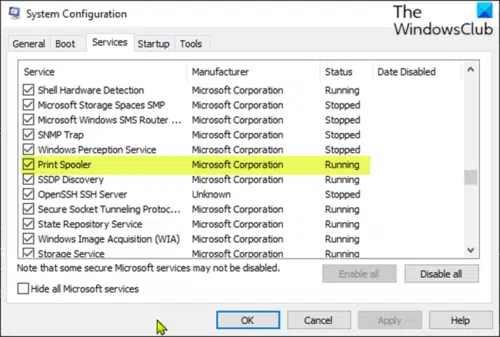 System Configuration
The
WindowsClub
General Boot Services Startup Tools
Service Manufacturer Status Date Disabled
Shell Hardware Detection Microsoft Corporation Running
Microsoft Storage Spaces SMP Microsoft Corporation Stopped
Microsoft Windows SMS Router ... Microsoft Corporation Stopped
SNMP Trap Microsoft Corporation Stopped
Windows Perception Service Microsoft Corporation Stopped
Print Spooler Microsoft Corporation Running
SSDP Discovery Microsoft Corporation Running
OpenSSH SSH Server Unknown Stopped
Secure Socket Tunneling Protoc... Microsoft Corporation Running
State Repository Service Microsoft Corporation Running
Windows Image Acquisition (WIA) Microsoft Corporation Running
Storage Service Microsoft Corporation Running
Note that some secure Microsoft services may not be disabled.
Enable all Disable all
Hide all Microsoft services
OK Cancel Apply Help